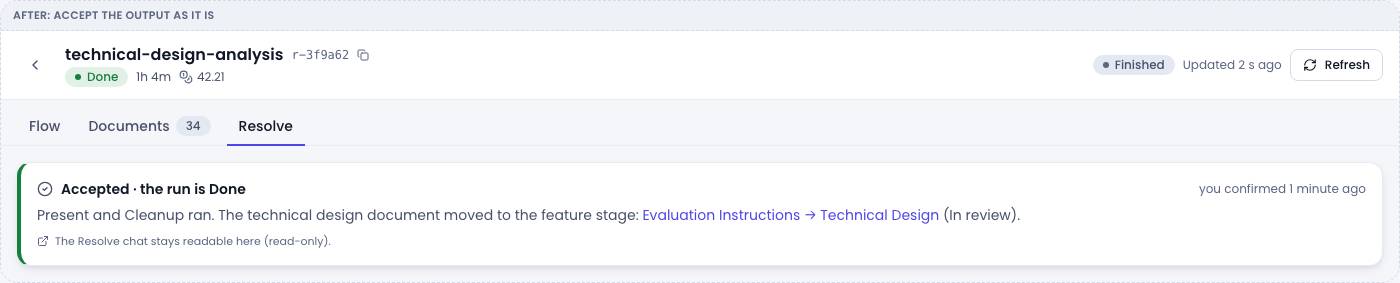 AFTER: ACCEPT THE OUTPUT AS IT IS
technical-design-analysis r-3f9a62
Done 1h 4m 42.21
Finished Updated 2 s ago Refresh
Flow Documents 34 Resolve
Accepted · the run is Done you confirmed 1 minute ago
Present and Cleanup ran. The technical design document moved to the feature stage: Evaluation Instructions → Technical Design (In review).
The Resolve chat stays readable here (read-only).